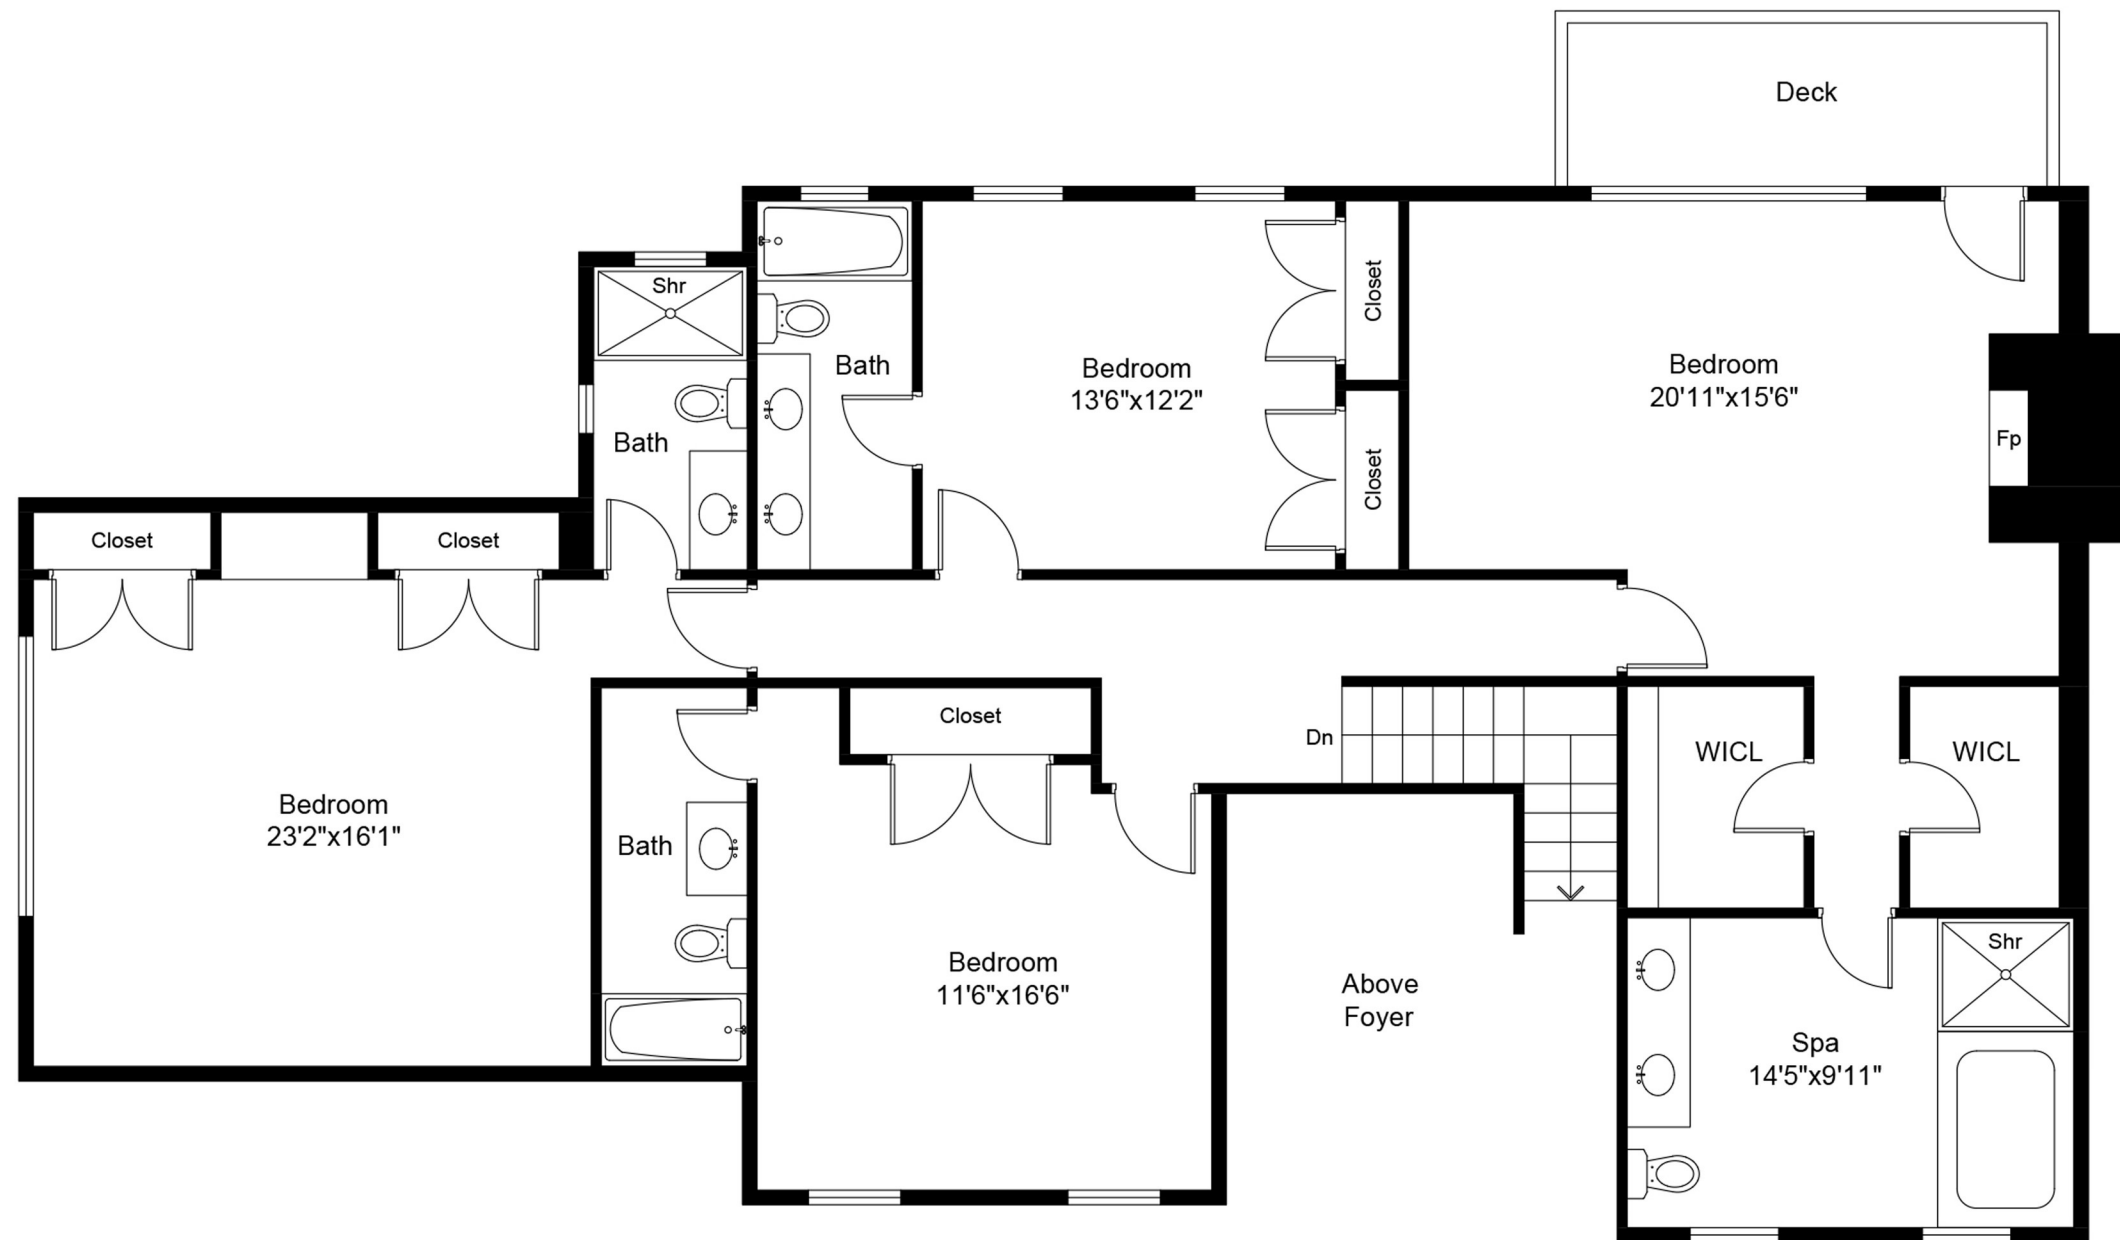 Deck
Shr
Bath
Bath
Bedroom
13'6"x12'2"
Closet
Closet
Bedroom
20'11"x15'6"
Fp
Closet
Closet
Bedroom
23'2"x16'1"
Bath
Closet
Bedroom
11'6"x16'6"
Dn
Above
Foyer
WICL
WICL
Shr
Spa
14'5"x9'11"